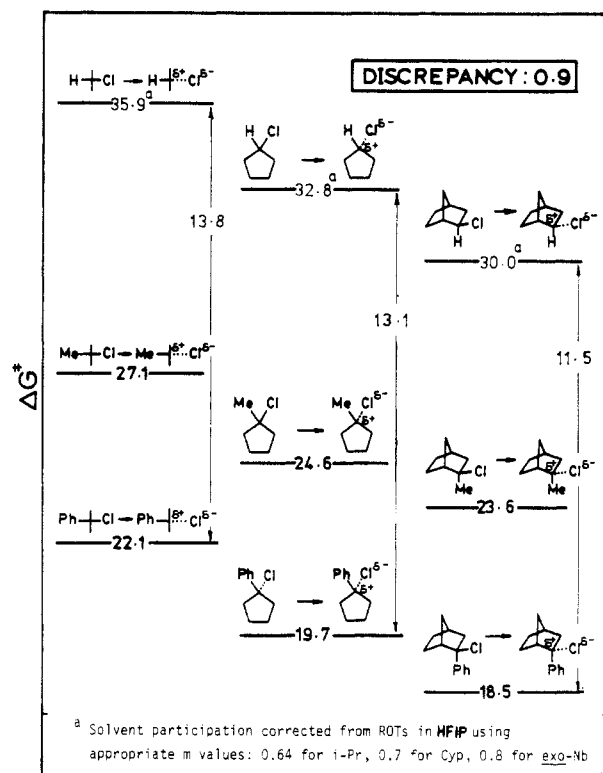 DISCREPANCY: 0.9
H Cl → H δ+ Cl δ-
35.9 a
H Cl → H Cl δ- δ+
32.8 a
Cl H → δ+ Cl δ- H
30.0 a
13.8
13.1
11.5
ΔG‡
Me Cl → Me δ+ Cl δ-
27.1
Me Cl → Me Cl δ- δ+
24.6
Cl Me → δ+ Cl δ- Me
23.6
Ph Cl → Ph δ+ Cl δ-
22.1
Ph Cl → Ph Cl δ- δ+
19.7
Cl Ph → δ+ Cl δ- Ph
18.5
a Solvent participation corrected from ROTs in HFIP using
appropriate m values: 0.64 for i-Pr, 0.7 for Cyp, 0.8 for exo-Nb